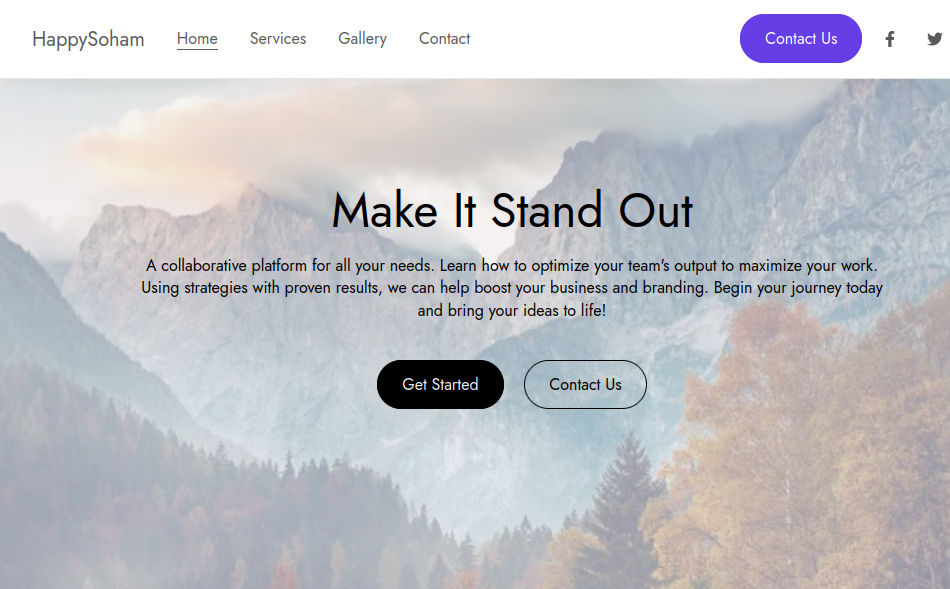 HappySoham Home Services Gallery Contact Contact Us
Make It Stand Out
A collaborative platform for all your needs. Learn how to optimize your team's output to maximize your work.
Using strategies with proven results, we can help boost your business and branding. Begin your journey today
and bring your ideas to life!
Get Started Contact Us